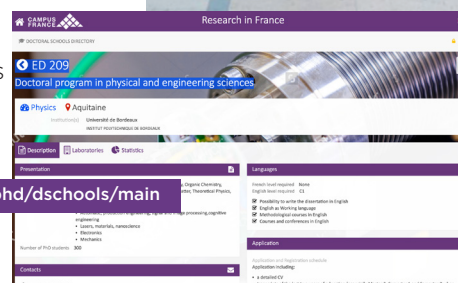 CAMPUS FRANCE
Research in France
DOCTORAL SCHOOLS DIRECTORY
s
ED 209
Doctoral program in physical and engineering sciences
Physics Aquitaine
Institution(s) Université de Bordeaux
INSTITUT POLYTECHNIQUE DE BORDEAUX
Description Laboratories Statistics
Presentation
Organic Chemistry,
Theoretical Physics,
phd/dschools/main
processing, cognitive
engineering
• Lasers, materials, nanoscience
• Electronics
• Mechanics
Number of PhD students 300
Contacts
Languages
French level required None
English level required C1
Possibility to write the dissertation in English
English as Working language
Methodological courses in English
Courses and conferences in English
Application
Application and Registration schedule
Application including:
• a detailed CV